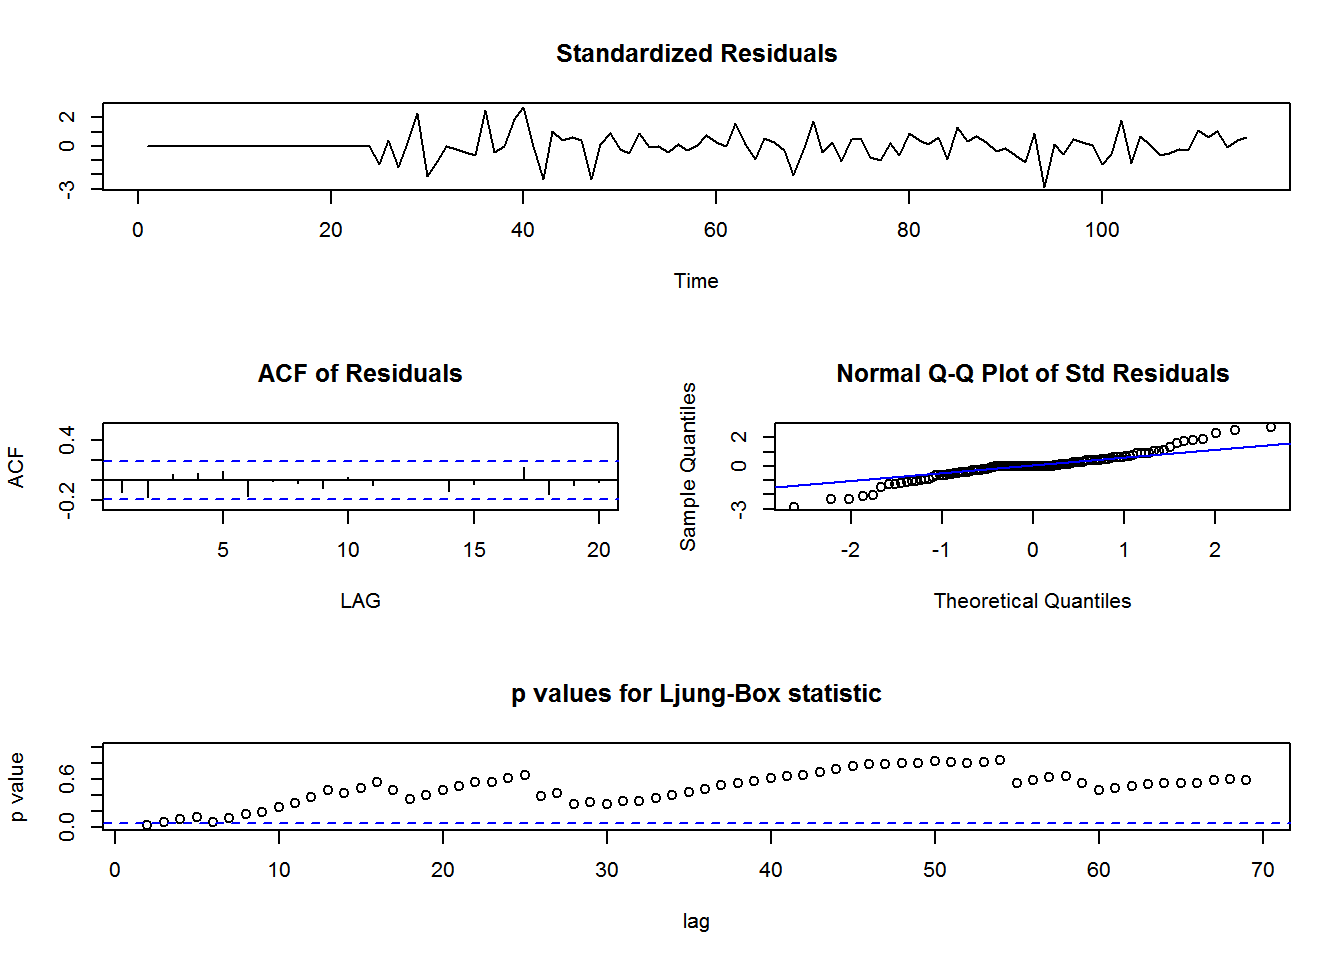 Standardized Residuals
2
0
-3
0 20 40 60 80 100
Time
ACF of Residuals
ACF
0.4
-0.2
5 10 15 20
LAG
Normal Q-Q Plot of Std Residuals
Sample Quantiles
2
0
-3
-2 -1 0 1 2
Theoretical Quantiles
p values for Ljung-Box statistic
p value
0.6
0.0
0 10 20 30 40 50 60 70
lag